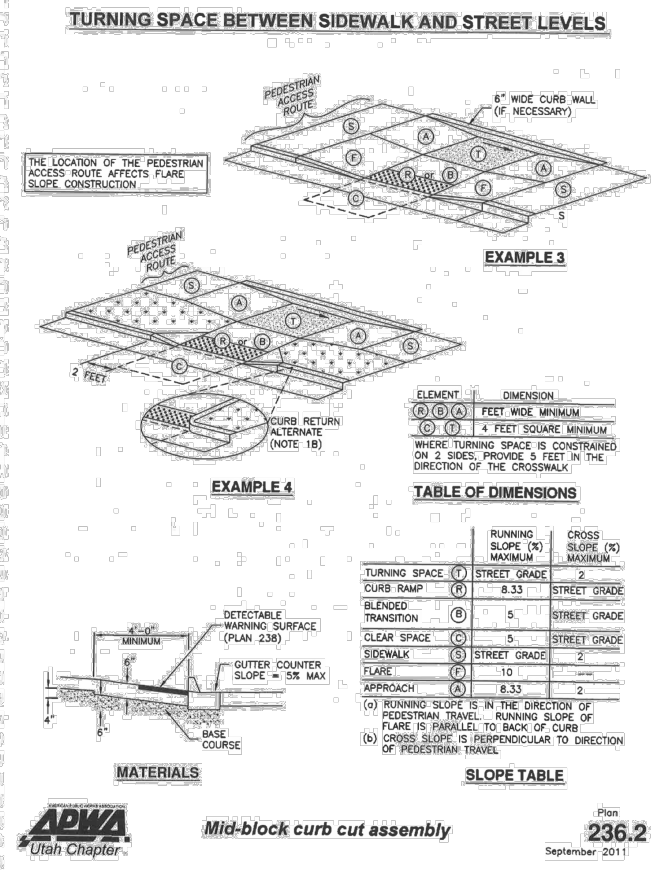 TURNING SPACE BETWEEN SIDEWALK AND STREET LEVELS
PEDESTRIAN
ACCESS
ROUTE
6" WIDE CURB WALL
(IF NECESSARY)
S
A
F
T
R or B
A
F
S
C
S
THE LOCATION OF THE PEDESTRIAN
ACCESS ROUTE AFFECTS FLARE
SLOPE CONSTRUCTION
EXAMPLE 3
PEDESTRIAN
ACCESS
ROUTE
S
A
T
R or B
A
S
C
2 FEET
CURB RETURN
ALTERNATE
(NOTE 1B)
EXAMPLE 4
ELEMENT DIMENSION
R B A FEET WIDE MINIMUM
C T 4 FEET SQUARE MINIMUM
WHERE TURNING SPACE IS CONSTRAINED
ON 2 SIDES, PROVIDE 5 FEET IN THE
DIRECTION OF THE CROSSWALK
TABLE OF DIMENSIONS
RUNNING SLOPE (%) MAXIMUM CROSS SLOPE (%) MAXIMUM
TURNING SPACE T STREET GRADE 2
CURB RAMP R 8.33 STREET GRADE
BLENDED TRANSITION B 5 STREET GRADE
CLEAR SPACE C 5 STREET GRADE
SIDEWALK S STREET GRADE 2
FLARE F 10 —
APPROACH A 8.33 2
(a) RUNNING SLOPE IS IN THE DIRECTION OF
PEDESTRIAN TRAVEL. RUNNING SLOPE OF
FLARE IS PARALLEL TO BACK OF CURB
(b) CROSS SLOPE IS PERPENDICULAR TO DIRECTION
OF PEDESTRIAN TRAVEL
SLOPE TABLE
4'-0"
MINIMUM
DETECTABLE
WARNING SURFACE
(PLAN 238)
6"
GUTTER COUNTER
SLOPE = 5% MAX
4"
6"
BASE
COURSE
MATERIALS
AMERICAN PUBLIC WORKS ASSOCIATION
APWA
Utah Chapter
Mid-block curb cut assembly
Plan
236.2
September 2011